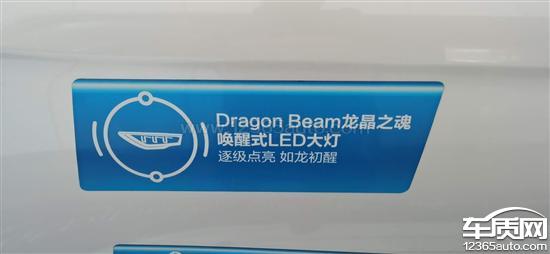 Dragon Beam龙晶之魂
唤醒式LED大灯
逐级点亮 如龙初醒
车质网
12365auto.com